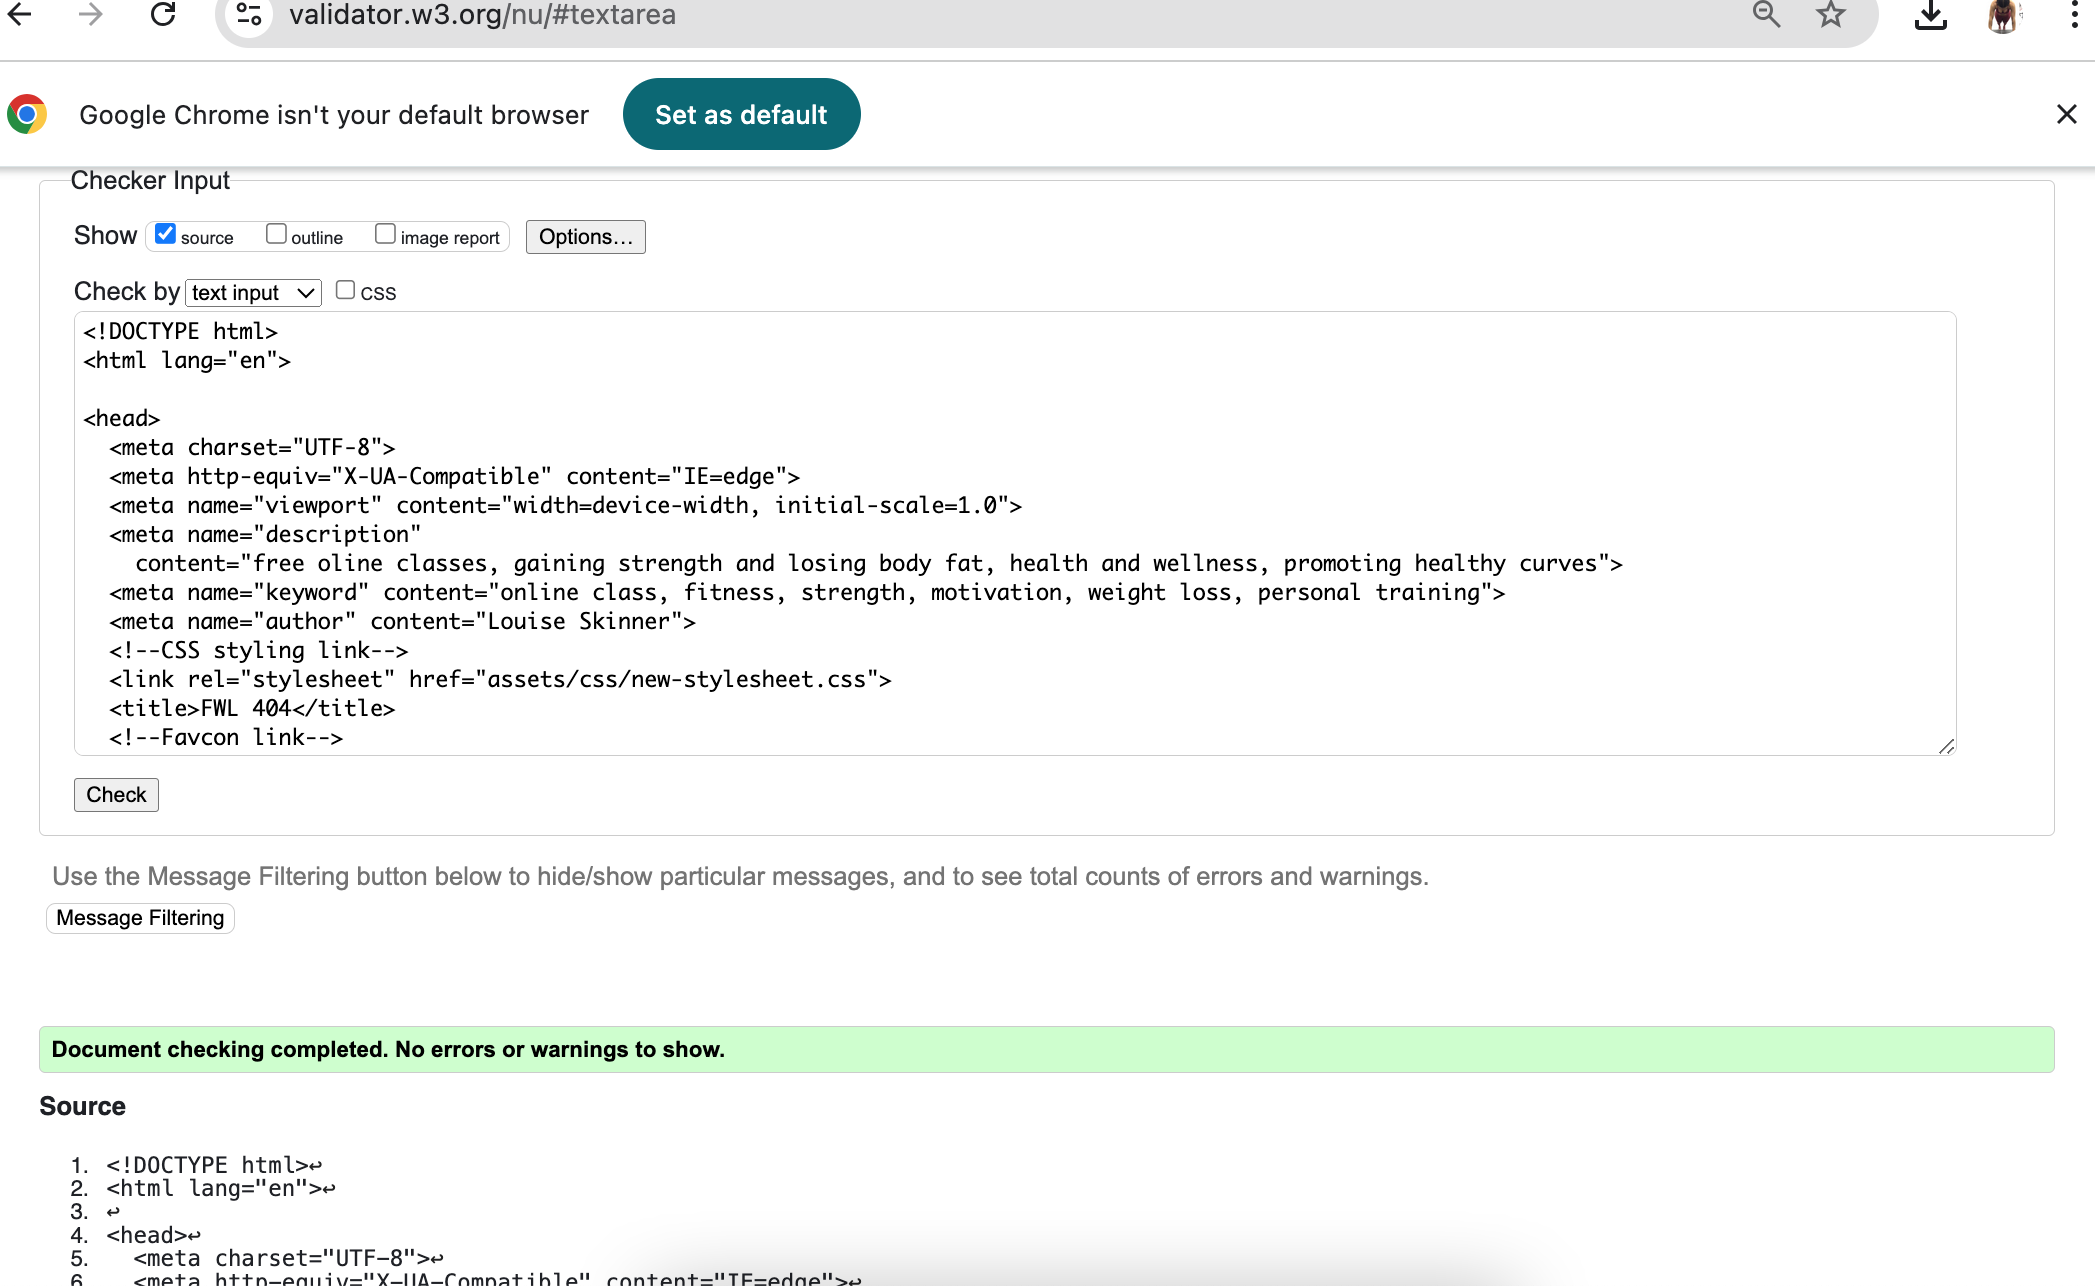 validator.w3.org/nu/#textarea
Google Chrome isn't your default browser Set as default
Checker Input
Show source outline image report Options...
Check by text input css
<!DOCTYPE html>
<html lang="en">
<head>
<meta charset="UTF-8">
<meta http-equiv="X-UA-Compatible" content="IE=edge">
<meta name="viewport" content="width=device-width, initial-scale=1.0">
<meta name="description"
content="free oline classes, gaining strength and losing body fat, health and wellness, promoting healthy curves">
<meta name="keyword" content="online class, fitness, strength, motivation, weight loss, personal training">
<meta name="author" content="Louise Skinner">
<!--CSS styling link-->
<link rel="stylesheet" href="assets/css/new-stylesheet.css">
<title>FWL 404</title>
<!--Favcon link-->
Check
Use the Message Filtering button below to hide/show particular messages, and to see total counts of errors and warnings.
Message Filtering
Document checking completed. No errors or warnings to show.
Source
1. <!DOCTYPE html>↩
2. <html lang="en">↩
3. ↩
4. <head>↩
5. <meta charset="UTF-8">↩
6. <meta http-equiv="X-UA-Compatible" content="IE=edge">↩